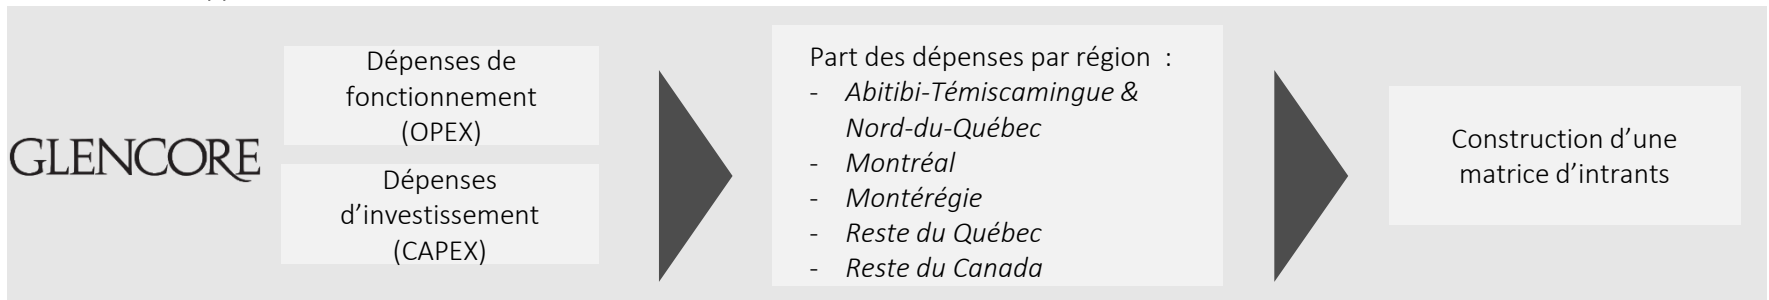 GLENCORE
Dépenses de
fonctionnement
(OPEX)
Dépenses
d’investissement
(CAPEX)
Part des dépenses par région :
- Abitibi-Témiscamingue &
Nord-du-Québec
- Montréal
- Montérégie
- Reste du Québec
- Reste du Canada
Construction d’une
matrice d’intrants